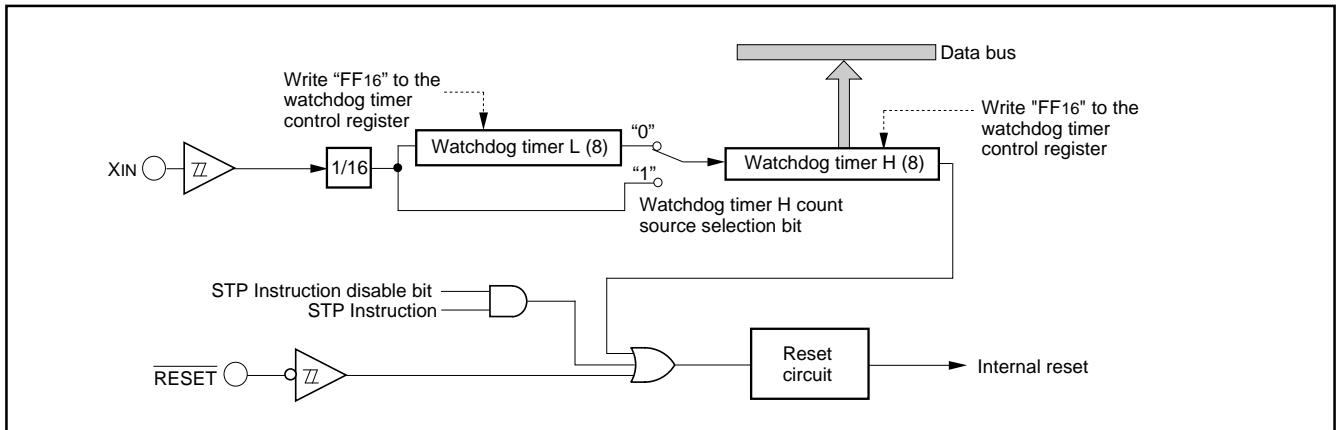 Data bus
Write “FF16” to the
watchdog timer
control register
Write "FF16" to the
watchdog timer
control register
“0”
Watchdog timer L (8)
XIN
1/16
Watchdog timer H (8)
“1”
Watchdog timer H count
source selection bit
STP Instruction disable bit
STP Instruction
RESET
Reset
circuit
Internal reset